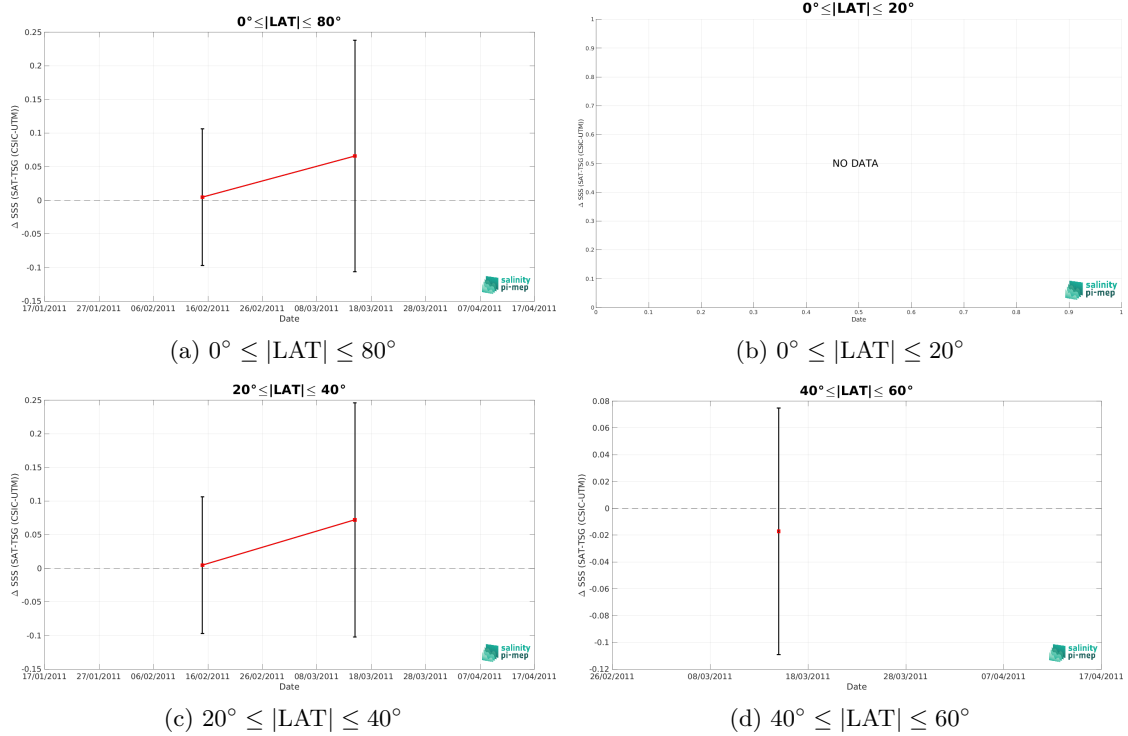 0°≤|LAT|≤ 80°
0.25
0.2
0.15
0.1
0.05
0
-0.05
-0.1
-0.15
Δ SSS (SAT-TSG (CSIC-UTM))
17/01/2011 27/01/2011 06/02/2011 16/02/2011 26/02/2011 08/03/2011 18/03/2011 28/03/2011 07/04/2011 17/04/2011
Date
salinity
pi-mep
(a) 0° ≤ |LAT| ≤ 80°
0°≤|LAT|≤ 20°
1
0.9
0.8
0.7
0.6
0.5
0.4
0.3
0.2
0.1
0
Δ SSS (SAT-TSG (CSIC-UTM))
NO DATA
0 0.1 0.2 0.3 0.4 0.5 0.6 0.7 0.8 0.9 1
Date
salinity
pi-mep
(b) 0° ≤ |LAT| ≤ 20°
20°≤|LAT|≤ 40°
0.25
0.2
0.15
0.1
0.05
0
-0.05
-0.1
-0.15
Δ SSS (SAT-TSG (CSIC-UTM))
17/01/2011 27/01/2011 06/02/2011 16/02/2011 26/02/2011 08/03/2011 18/03/2011 28/03/2011 07/04/2011 17/04/2011
Date
salinity
pi-mep
(c) 20° ≤ |LAT| ≤ 40°
40°≤|LAT|≤ 60°
0.08
0.06
0.04
0.02
0
-0.02
-0.04
-0.06
-0.08
-0.1
-0.12
Δ SSS (SAT-TSG (CSIC-UTM))
26/02/2011 08/03/2011 18/03/2011 28/03/2011 07/04/2011 17/04/2011
Date
salinity
pi-mep
(d) 40° ≤ |LAT| ≤ 60°